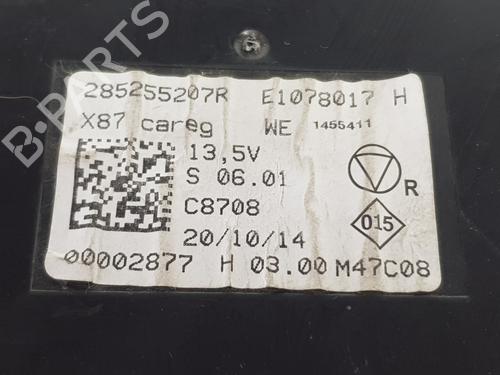 285255207R E1078017 H
X87 careg WE 1455411
13,5V
S 06.01
R
C8708
015
20/10/14
00002877 H 03.00 M47C08
B-PARTS